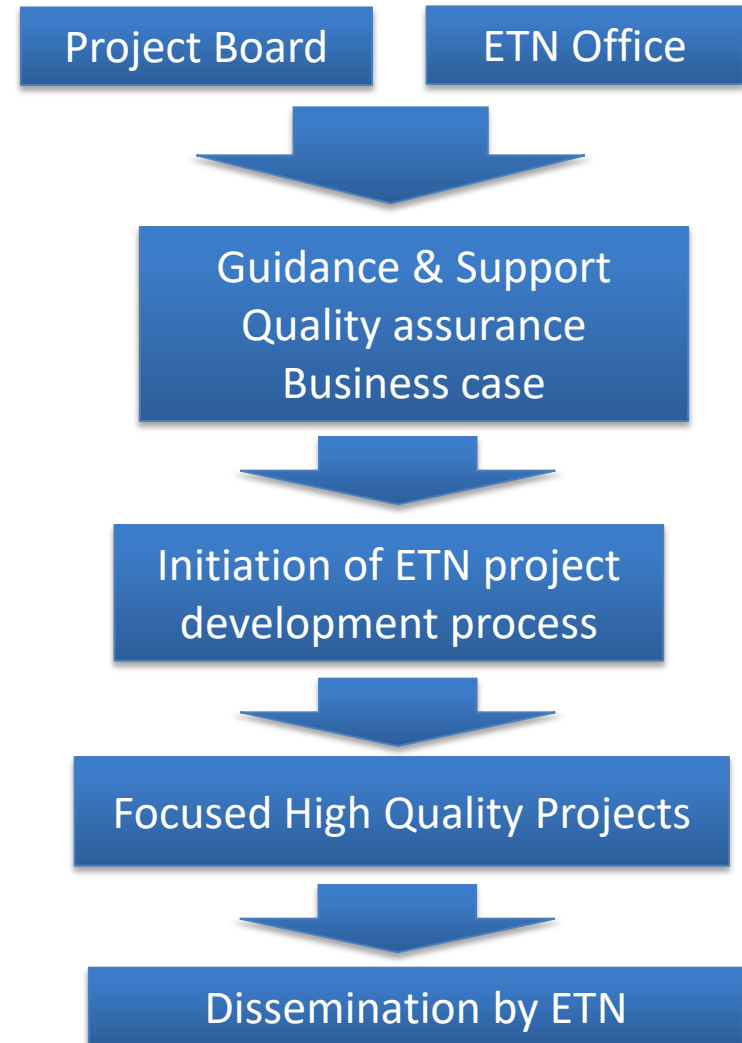 Project Board
ETN Office
Guidance & Support
Quality assurance
Business case
Initiation of ETN project
development process
Focused High Quality Projects
Dissemination by ETN